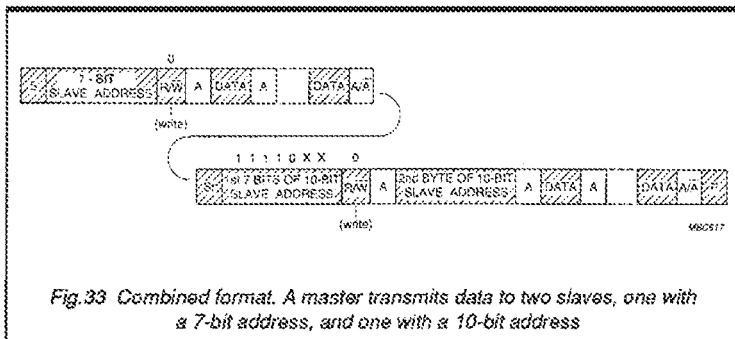 0
S 7 - BIT SLAVE ADDRESS R/W̅ A DATA A DATA A/A̅
(write)
1 1 1 1 0 X X 0
Sr 1st 7 BITS OF 10-BIT SLAVE ADDRESS R/W̅ A 2nd BYTE OF 10-BIT SLAVE ADDRESS A DATA A DATA A/A̅ P
(write)
MBC617
Fig.33 Combined format. A master transmits data to two slaves, one with
a 7-bit address, and one with a 10-bit address